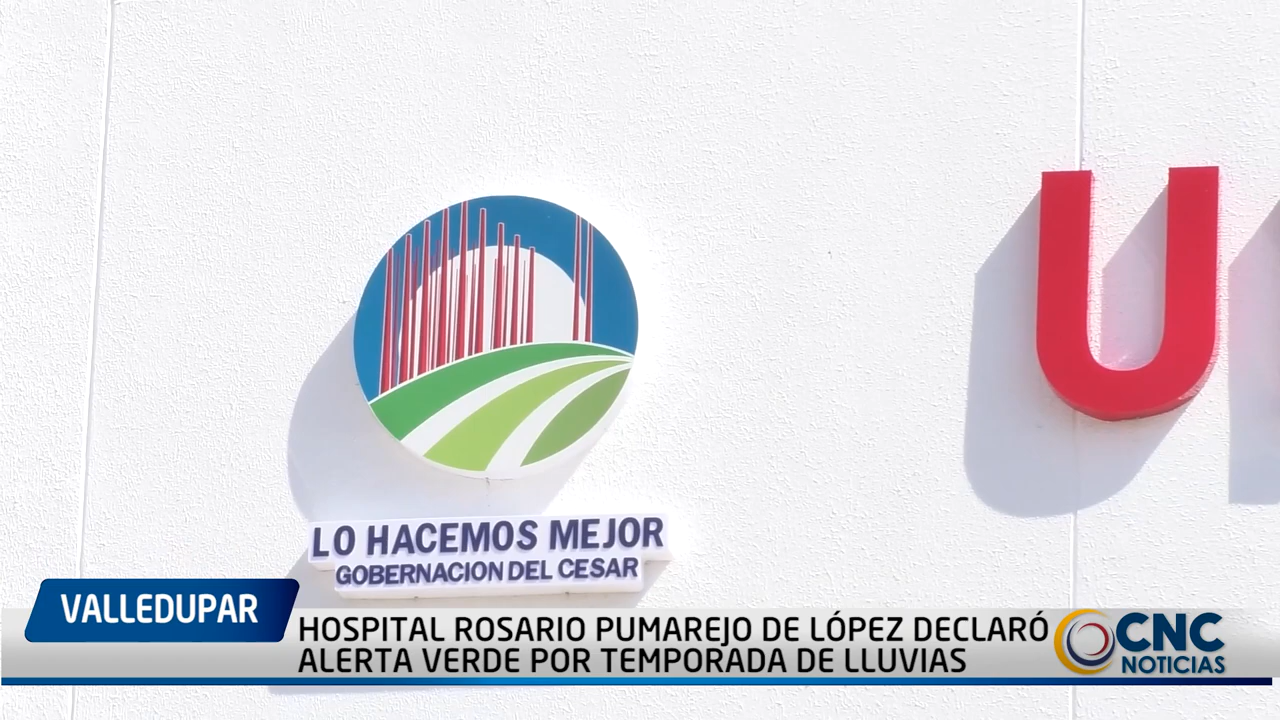 U
LO HACEMOS MEJOR
GOBERNACION DEL CESAR
VALLEDUPAR
HOSPITAL ROSARIO PUMAREJO DE LÓPEZ DECLARÓ
ALERTA VERDE POR TEMPORADA DE LLUVIAS
CNC
NOTICIAS